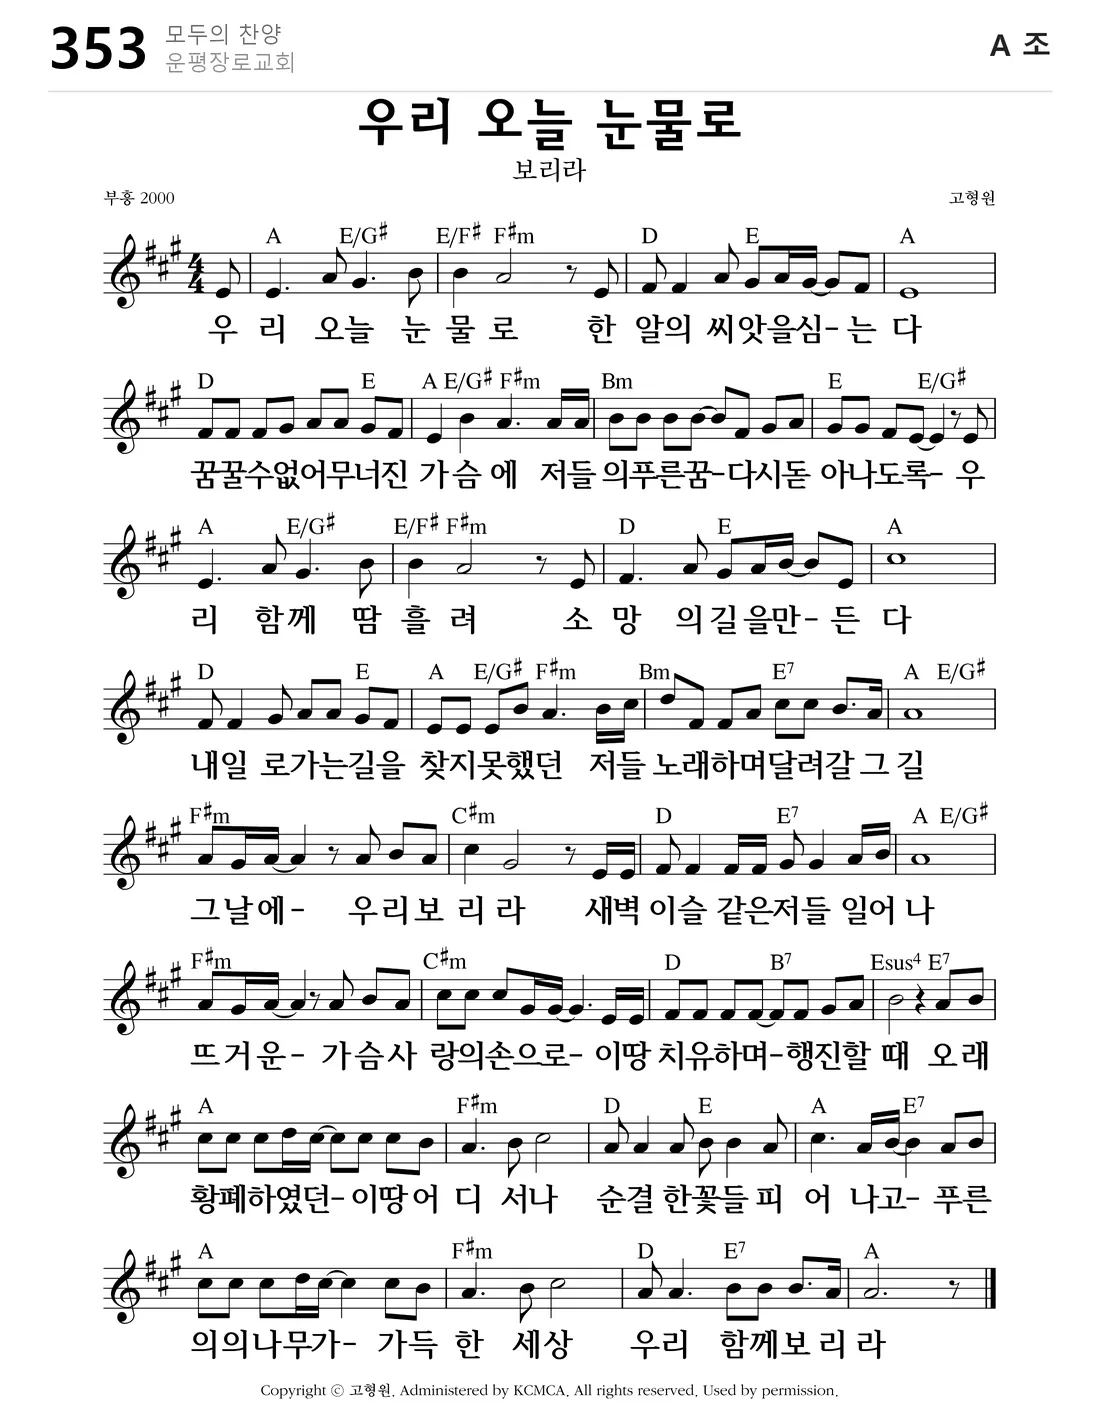 353 모두의 찬양
운평장로교회
A 조
우리 오늘 눈물로
보리라
부흥 2000 고형원
A E/G♯ E/F♯ F♯m D E A
4/4
우 리 오늘 눈 물 로 한 알의 씨앗을심- 는 다
D E A E/G♯ F♯m Bm E E/G♯
꿈꿀수없어무너진 가슴에 저들 의푸른꿈-다시돋 아나도록- 우
A E/G♯ E/F♯ F♯m D E A
리 함께 땀 흘 려 소 망 의길을만- 든 다
D E A E/G♯ F♯m Bm E7 A E/G♯
내일 로가는길을 찾지못했던 저들 노래하며달려갈 그 길
F♯m C♯m D E7 A E/G♯
그날에- 우리보 리 라 새벽 이슬 같은저들 일어 나
F♯m C♯m D B7 Esus4 E7
뜨거운- 가슴사 랑의손으로- 이땅 치유하며-행진할 때 오래
A F♯m D E A E7
황폐하였던-이땅어 디 서나 순결 한꽃들 피 어 나고- 푸른
A F♯m D E7 A
의의나무가- 가득 한 세상 우리 함께보 리 라
Copyright ⓒ 고형원. Administered by KCMCA. All rights reserved. Used by permission.